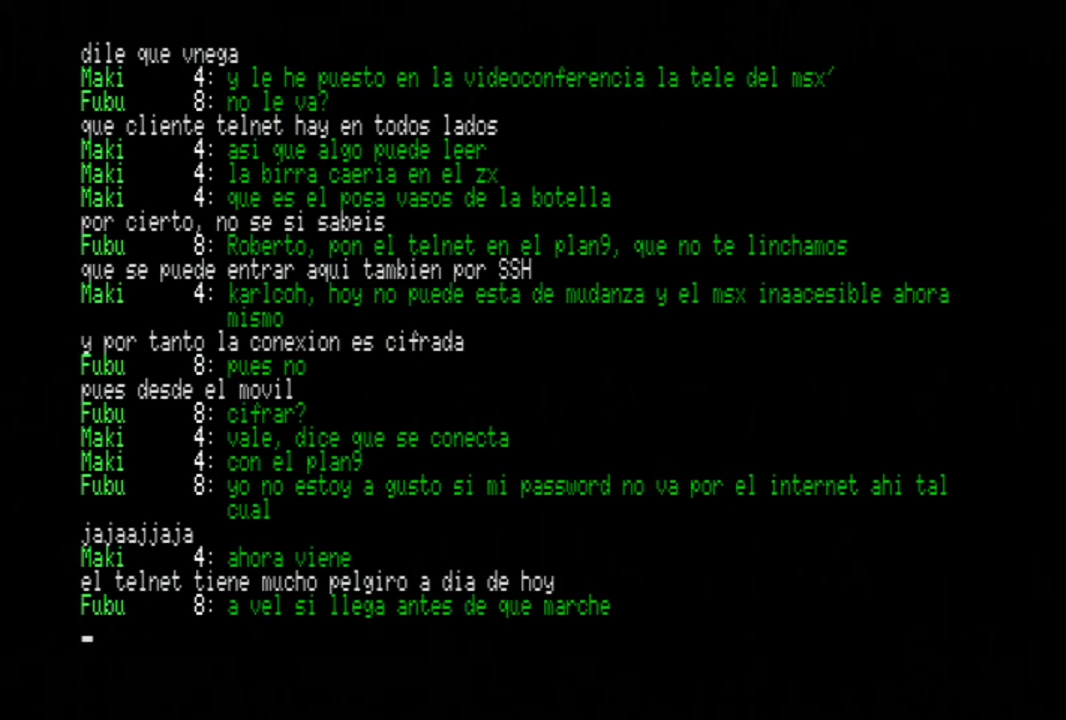 dile que vnega
Maki 4: y le he puesto en la videoconferencia la tele del msx'
Fubu 8: no le va?
que cliente telnet hay en todos lados
Maki 4: asi que algo puede leer
Maki 4: la birra caeria en el zx
Maki 4: que es el posa vasos de la botella
por cierto, no se si sabeis
Fubu 8: Roberto, pon el telnet en el plan9, que no te linchamos
que se puede entrar aqui tambien por SSH
Maki 4: karlcoh, hoy no puede esta de mudanza y el msx inaacesible ahora
mismo
y por tanto la conexion es cifrada
Fubu 8: pues no
pues desde el movil
Fubu 8: cifrar?
Maki 4: vale, dice que se conecta
Maki 4: con el plan9
Fubu 8: yo no estoy a gusto si mi password no va por el internet ahi tal
cual
jajaajjaja
Maki 4: ahora viene
el telnet tiene mucho pelgiro a dia de hoy
Fubu 8: a vel si llega antes de que marche